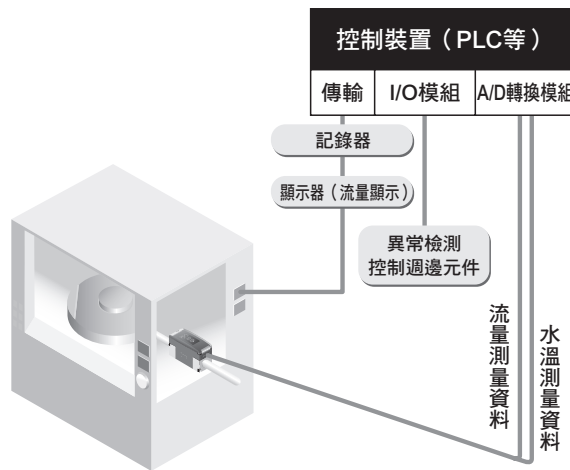 控制裝置（PLC等）
傳輸
I/O模組
A/D轉換模組
記錄器
顯示器（流量顯示）
異常檢測
控制週邊元件
流量測量資料
水溫測量資料